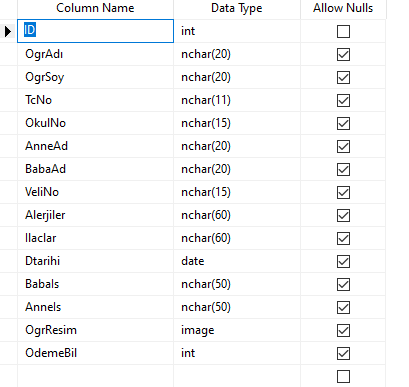 Column Name Data Type Allow Nulls
ID int
OgrAdı nchar(20)
OgrSoy nchar(20)
TcNo nchar(11)
OkulNo nchar(15)
AnneAd nchar(20)
BabaAd nchar(20)
VeliNo nchar(15)
Alerjiler nchar(60)
Ilaclar nchar(60)
Dtarihi date
BabaIs nchar(50)
AnneIs nchar(50)
OgrResim image
OdemeBil int